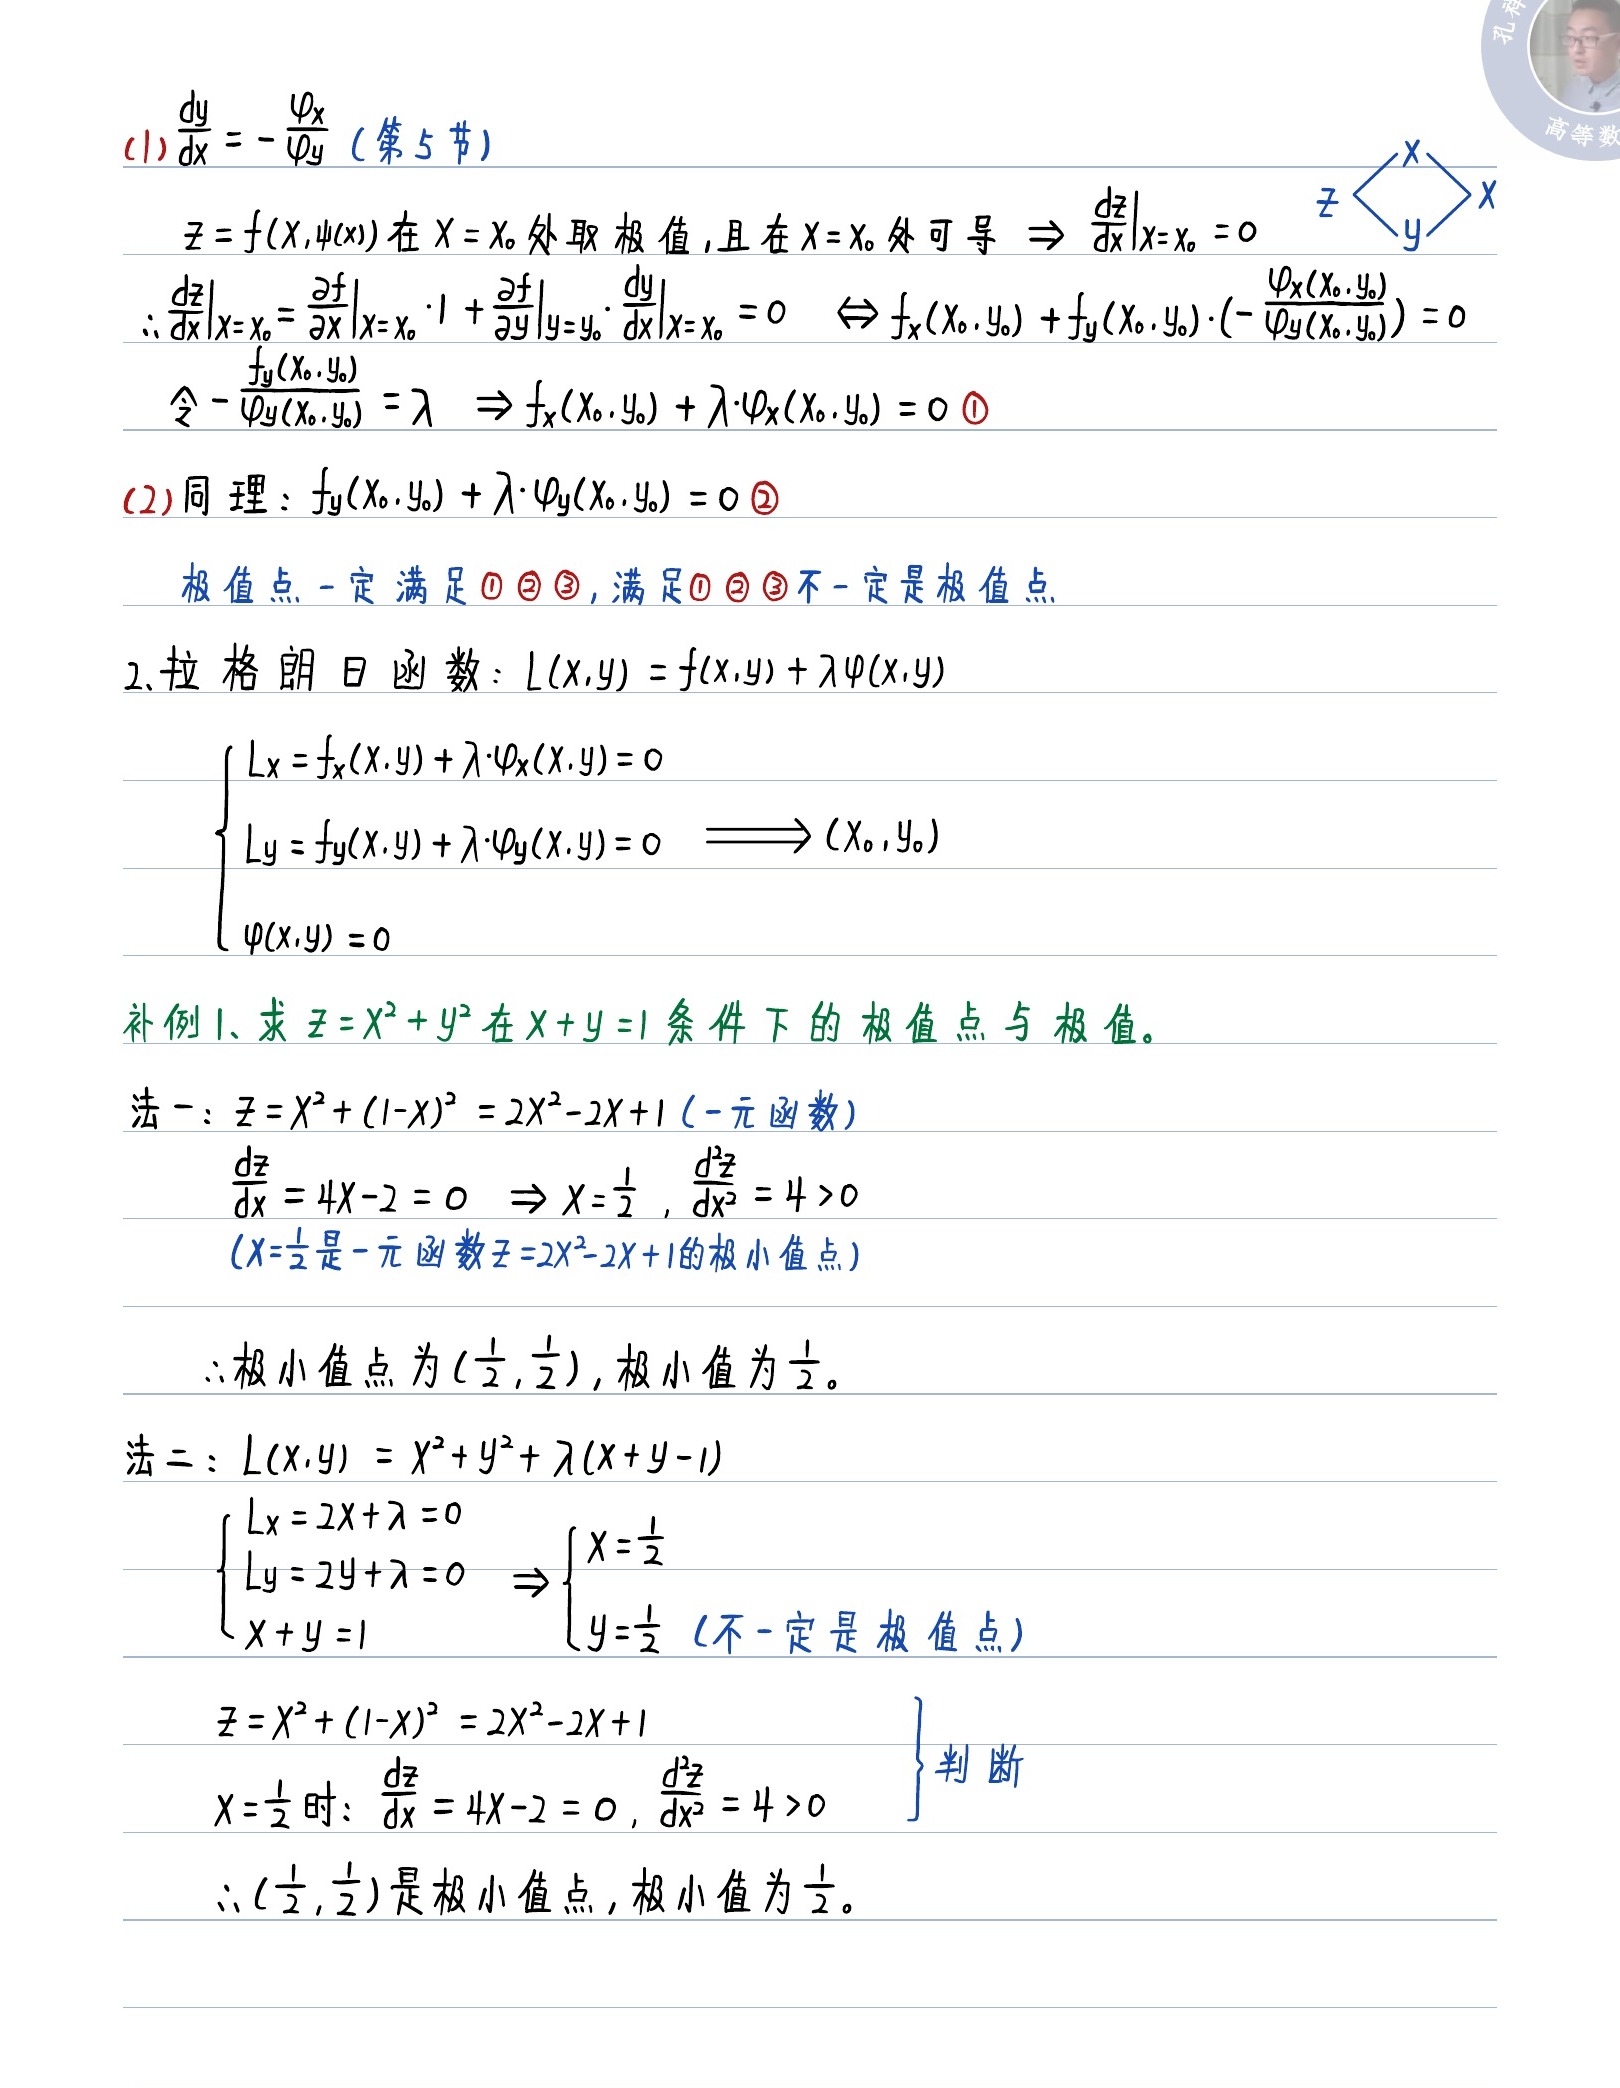 孔祥
高等数
(1) dy/dx = - φx/φy (第5节)
z
x
y
x
z = f(x, ψ(x)) 在 x = x₀ 处取极值, 且在 x = x₀ 处可导 ⇒ dz/dx|x=x₀ = 0
∴ dz/dx|x=x₀ = ∂f/∂x|x=x₀ · 1 + ∂f/∂y|y=y₀ · dy/dx|x=x₀ = 0 ⇔ fx(x₀.y₀) + fy(x₀.y₀)·(- φx(x₀.y₀)/φy(x₀.y₀)) = 0
令 - fy(x₀.y₀)/φy(x₀.y₀) = λ ⇒ fx(x₀.y₀) + λ·φx(x₀.y₀) = 0 ①
(2) 同理: fy(x₀.y₀) + λ·φy(x₀.y₀) = 0 ②
极值点一定满足①②③, 满足①②③不一定是极值点
2、拉格朗日函数: L(x,y) = f(x,y) + λφ(x,y)
Lx = fx(x.y) + λ·φx(x.y) = 0
Ly = fy(x.y) + λ·φy(x.y) = 0 ⟹ (x₀, y₀)
φ(x,y) = 0
补例1、求 z = x² + y² 在 x + y = 1 条件下的极值点与极值。
法一: z = x² + (1-x)² = 2x² - 2x + 1 (一元函数)
dz/dx = 4x - 2 = 0 ⇒ x = 1/2 , d²z/dx² = 4 > 0
(x = 1/2 是一元函数 z = 2x² - 2x + 1 的极小值点)
∴ 极小值点为 (1/2, 1/2), 极小值为 1/2。
法二: L(x,y) = x² + y² + λ(x + y - 1)
Lx = 2x + λ = 0
Ly = 2y + λ = 0 ⇒ x = 1/2
x + y = 1
y = 1/2 (不一定是极值点)
z = x² + (1-x)² = 2x² - 2x + 1
判断
x = 1/2 时: dz/dx = 4x - 2 = 0, d²z/dx² = 4 > 0
∴ (1/2, 1/2) 是极小值点, 极小值为 1/2。